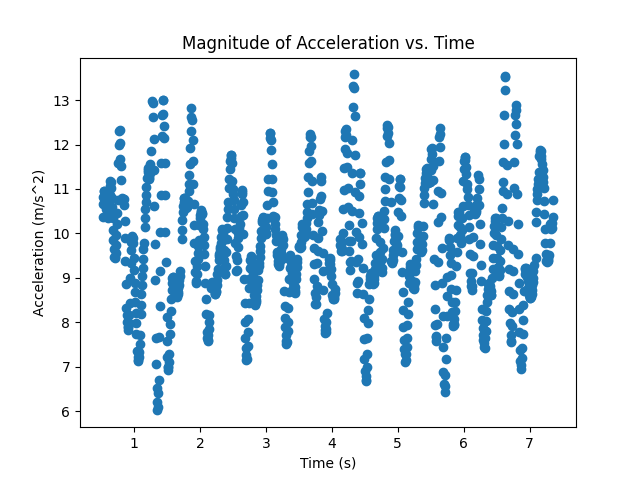 Magnitude of Acceleration vs. Time
Acceleration (m/s^2)
13
12
11
10
9
8
7
6
1 2 3 4 5 6 7
Time (s)